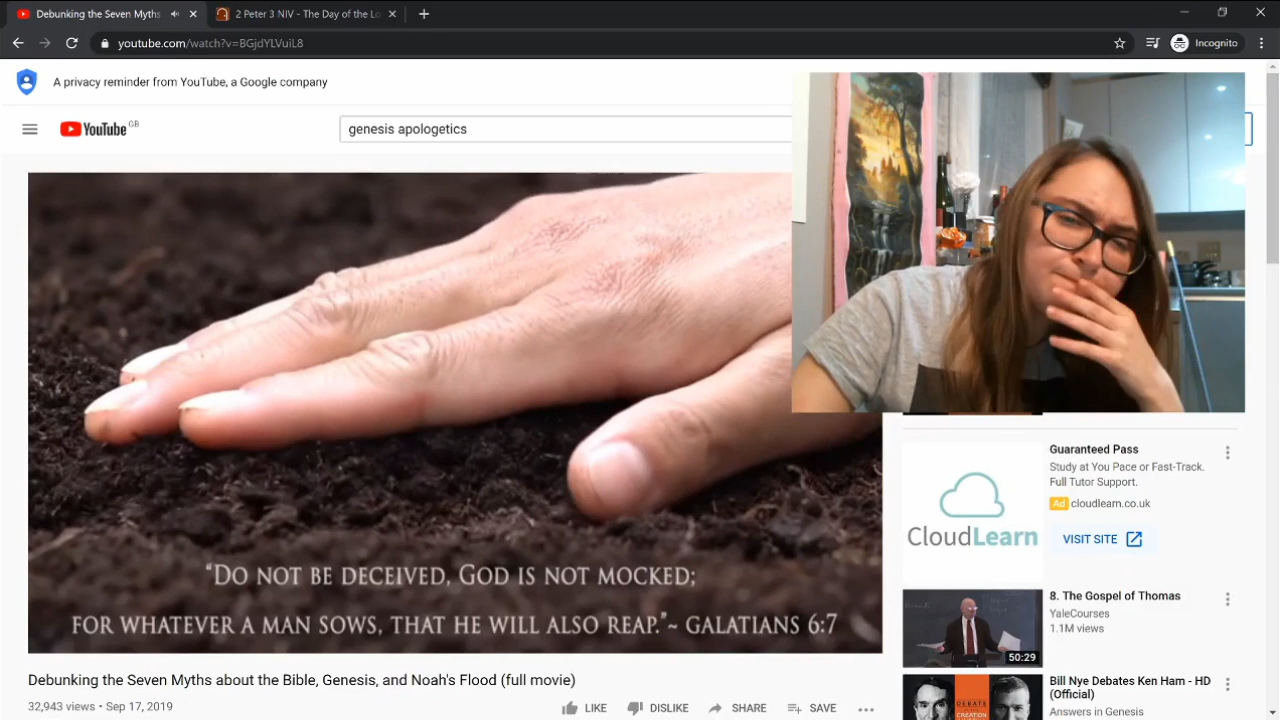 Debunking the Seven Myths
2 Peter 3 NIV - The Day of the Lo
youtube.com/watch?v=BGjdYLVuiL8
Incognito
A privacy reminder from YouTube, a Google company
YouTube GB
genesis apologetics
"DO NOT BE DECEIVED, GOD IS NOT MOCKED;
FOR WHATEVER A MAN SOWS, THAT HE WILL ALSO REAP."~ GALATIANS 6:7
Debunking the Seven Myths about the Bible, Genesis, and Noah's Flood (full movie)
32,943 views • Sep 17, 2019
LIKE
DISLIKE
SHARE
SAVE
Guaranteed Pass
Study at You Pace or Fast-Track.
Full Tutor Support.
Ad cloudlearn.co.uk
CloudLearn
VISIT SITE
8. The Gospel of Thomas
YaleCourses
1.1M views
50:29
Bill Nye Debates Ken Ham - HD
(Official)
Answers in Genesis
DEBATE